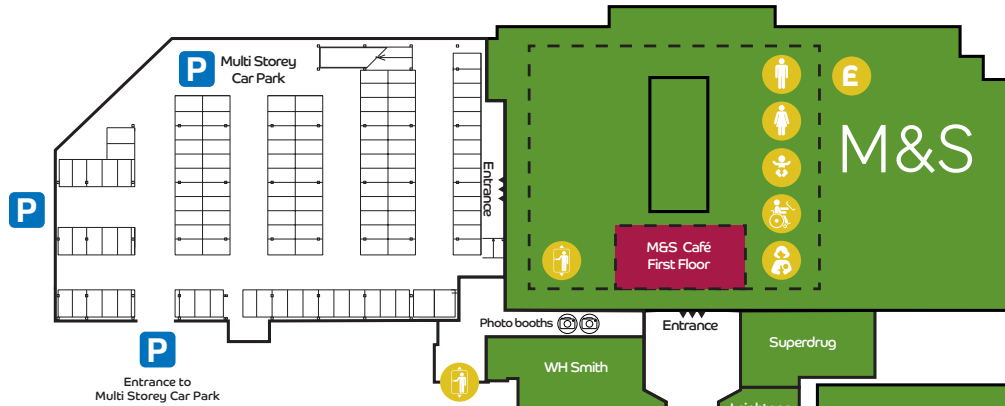 P
Multi Storey
Car Park
P
Entrance
£
M&S
M&S Café
First Floor
Photo booths
Entrance
P
Entrance to
Multi Storey Car Park
WH Smith
Superdrug